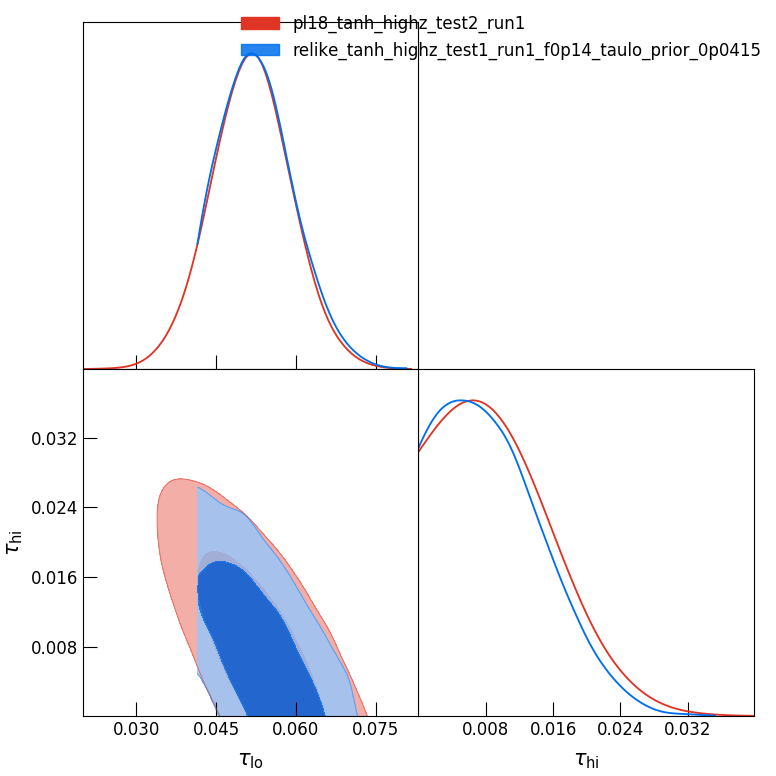 pl18_tanh_highz_test2_run1
relike_tanh_highz_test1_run1_f0p14_taulo_prior_0p0415
0.032
0.024
0.016
0.008
τhi
0.030 0.045 0.060 0.075
0.008 0.016 0.024 0.032
τlo
τhi